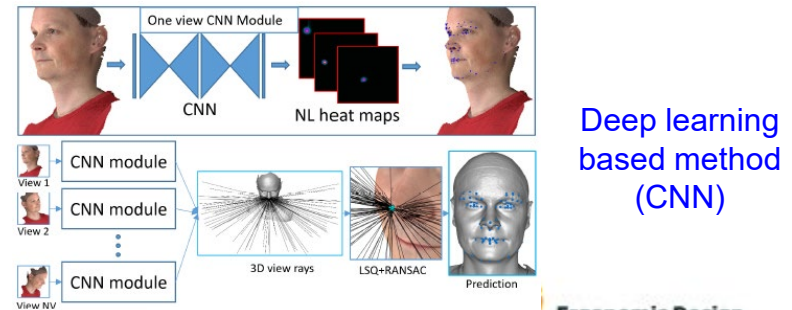 One view CNN Module
CNN
NL heat maps
View 1
CNN module
View 2
CNN module
View NV
CNN module
3D view rays
LSQ+RANSAC
Prediction
Deep learning
based method
(CNN)